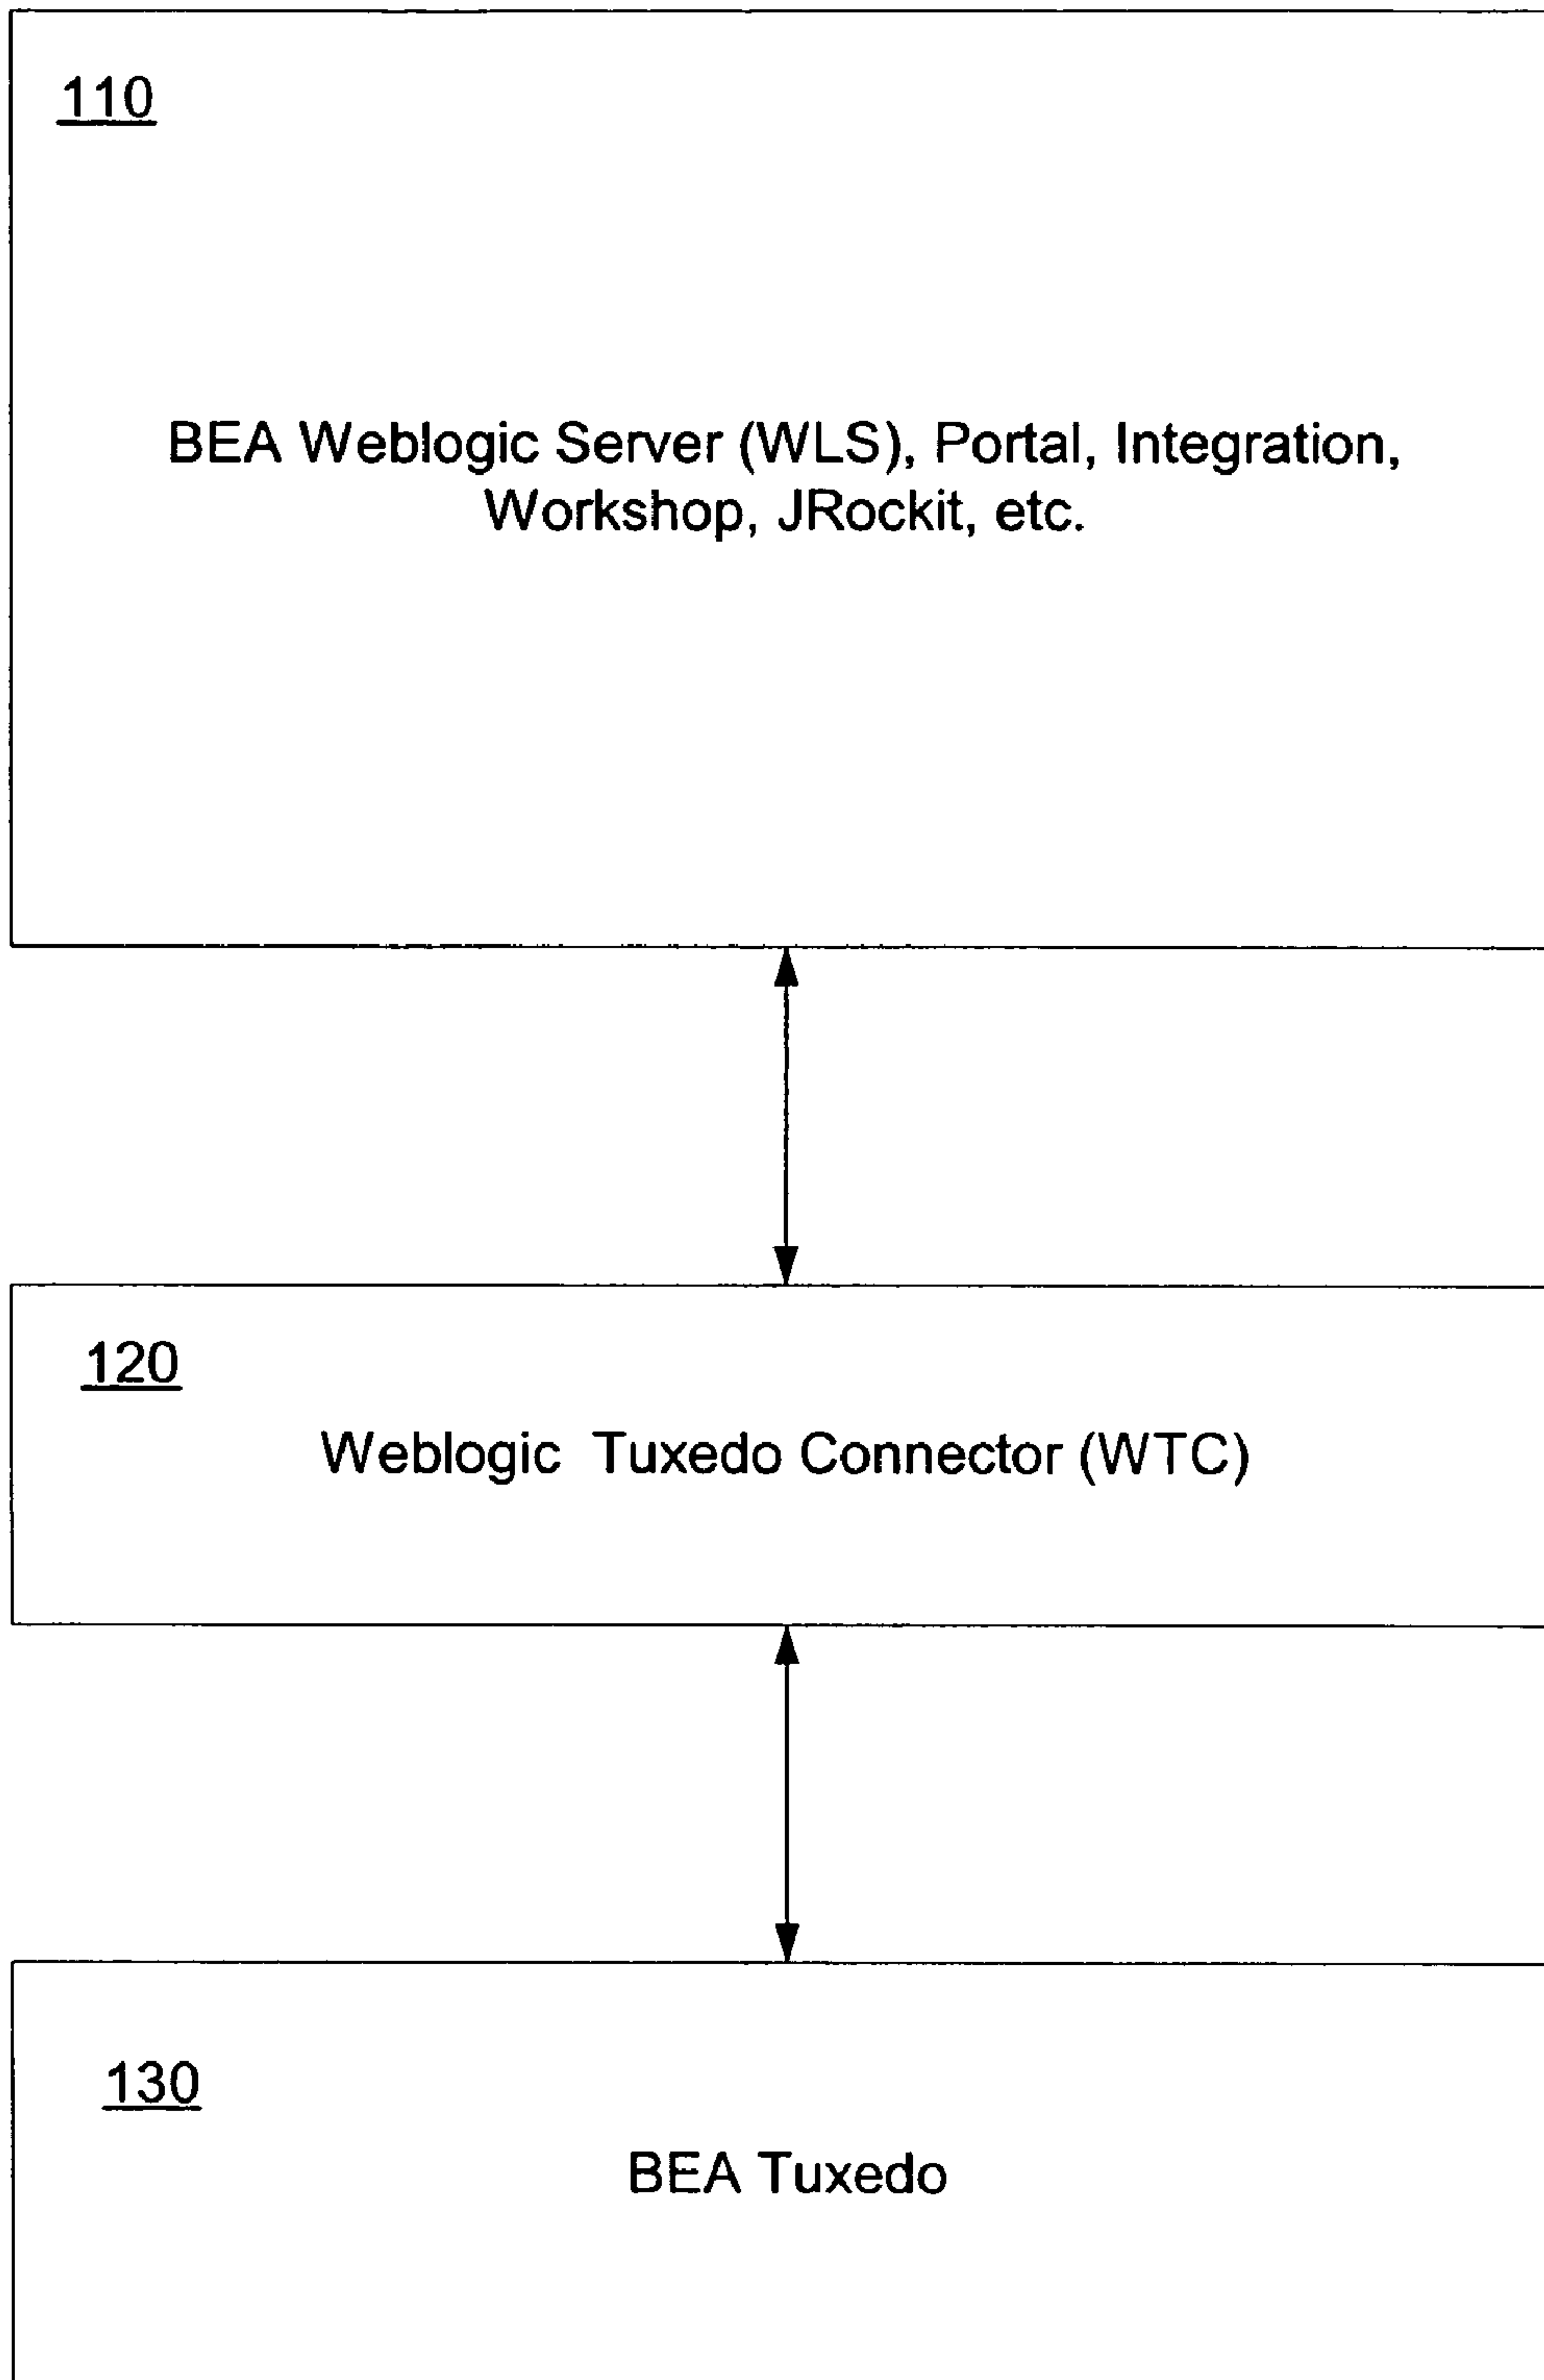 110
BEA Weblogic Server (WLS), Portal, Integration,
Workshop, JRockit, etc.
120
Weblogic Tuxedo Connector (WTC)
130
BEA Tuxedo